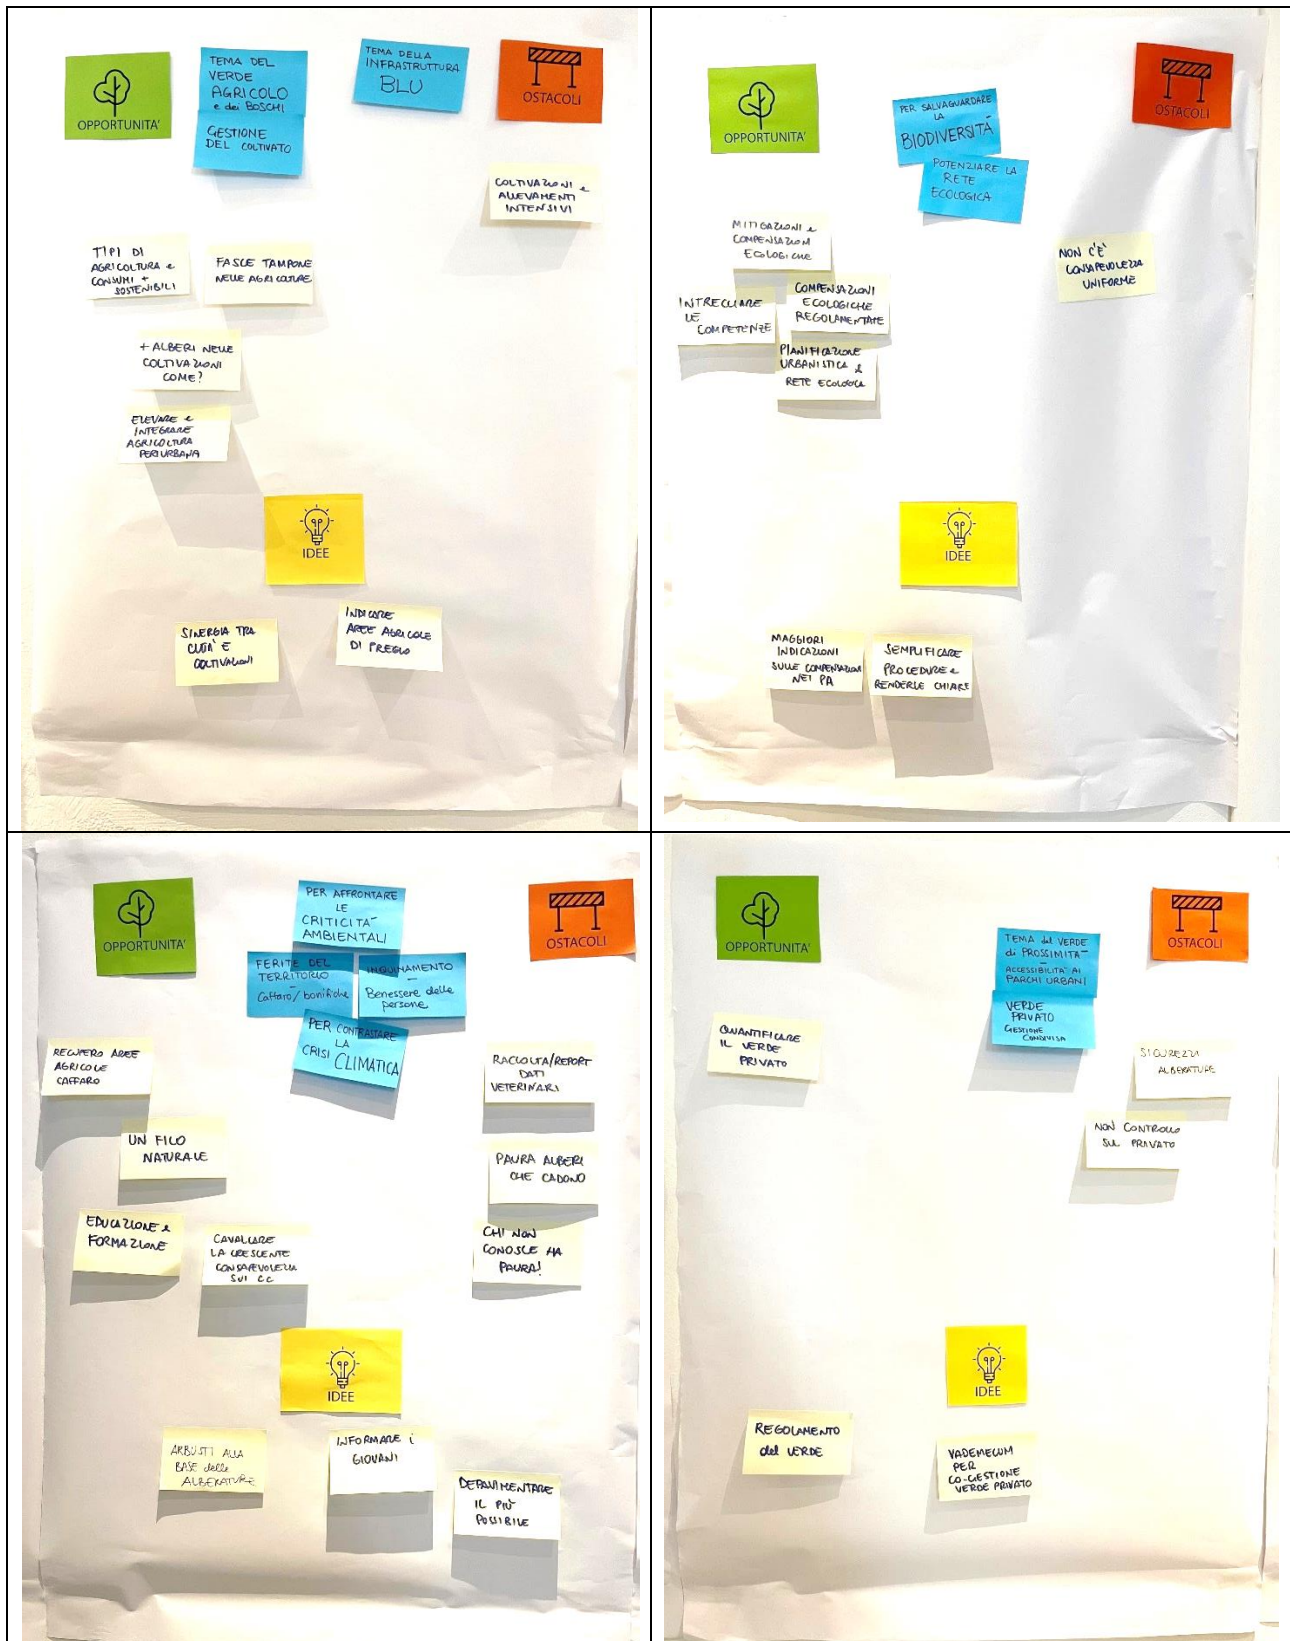 OPPORTUNITA'
TEMA DEL
VERDE
AGRICOLO
e dei BOSCHI
GESTIONE
DEL COLTIVATO
TEMA DELLA
INFRASTRUTTURA
BLU
OSTACOLI
COLTIVAZIONI e
ALLEVAMENTI
INTENSIVI
TIPI DI
AGRICOLTURA e
CONSUMI +
SOSTENIBILI
FASCE TAMPONE
NELLE AGRICOLTURE
+ ALBERI NELLE
COLTIVAZIONI
COME?
ELEVARE e
INTEGRARE
AGRICOLTURA
PERIURBANA
IDEE
SINERGIA TRA
CITTA' E
COLTIVAZIONI
INDICARE
AREE AGRICOLE
DI PREGIO
OPPORTUNITA'
PER SALVAGUARDARE
LA
BIODIVERSITÀ
POTENZIARE LA
RETE
ECOLOGICA
OSTACOLI
MITIGAZIONI e
COMPENSAZIONI
ECOLOGICHE
INTRECCIARE
LE
COMPETENZE
COMPENSAZIONI
ECOLOGICHE
REGOLAMENTATE
PIANIFICAZIONE
URBANISTICA e
RETE ECOLOGICA
NON C'E'
CONSAPEVOLEZZA
UNIFORME
IDEE
MAGGIORI
INDICAZIONI
SULLE COMPENSAZIONI
NEI PA
SEMPLIFICARE
PROCEDURE e
RENDERLE CHIARE
OPPORTUNITA'
PER AFFRONTARE
LE
CRITICITA'
AMBIENTALI
FERITE DEL
TERRITORIO
–
Caffaro/bonifiche
INQUINAMENTO
–
Benessere delle
persone
PER CONTRASTARE
LA
CRISI CLIMATICA
OSTACOLI
RECUPERO AREE
AGRICOLE
CAFFARO
UN FILO
NATURALE
EDUCAZIONE e
FORMAZIONE
CAVALCARE
LA CRESCENTE
CONSAPEVOLEZZA
SUI CC
RACCOLTA/REPORT
DATI
VETERINARI
PAURA ALBERI
CHE CADONO
CHI NON
CONOSCE HA
PAURA!
IDEE
ARBUSTI ALLA
BASE delle
ALBERATURE
INFORMARE i
GIOVANI
DEPAVIMENTARE
IL PIÙ
POSSIBILE
OPPORTUNITA'
TEMA del VERDE
di PROSSIMITA'
–
ACCESSIBILITA' AI
PARCHI URBANI
VERDE
PRIVATO
GESTIONE
CONDIVISA
OSTACOLI
QUANTIFICARE
IL VERDE
PRIVATO
SICUREZZA
ALBERATURE
NON CONTROLLO
SUL PRIVATO
IDEE
REGOLAMENTO
del VERDE
VADEMECUM
PER
CO-GESTIONE
VERDE PRIVATO